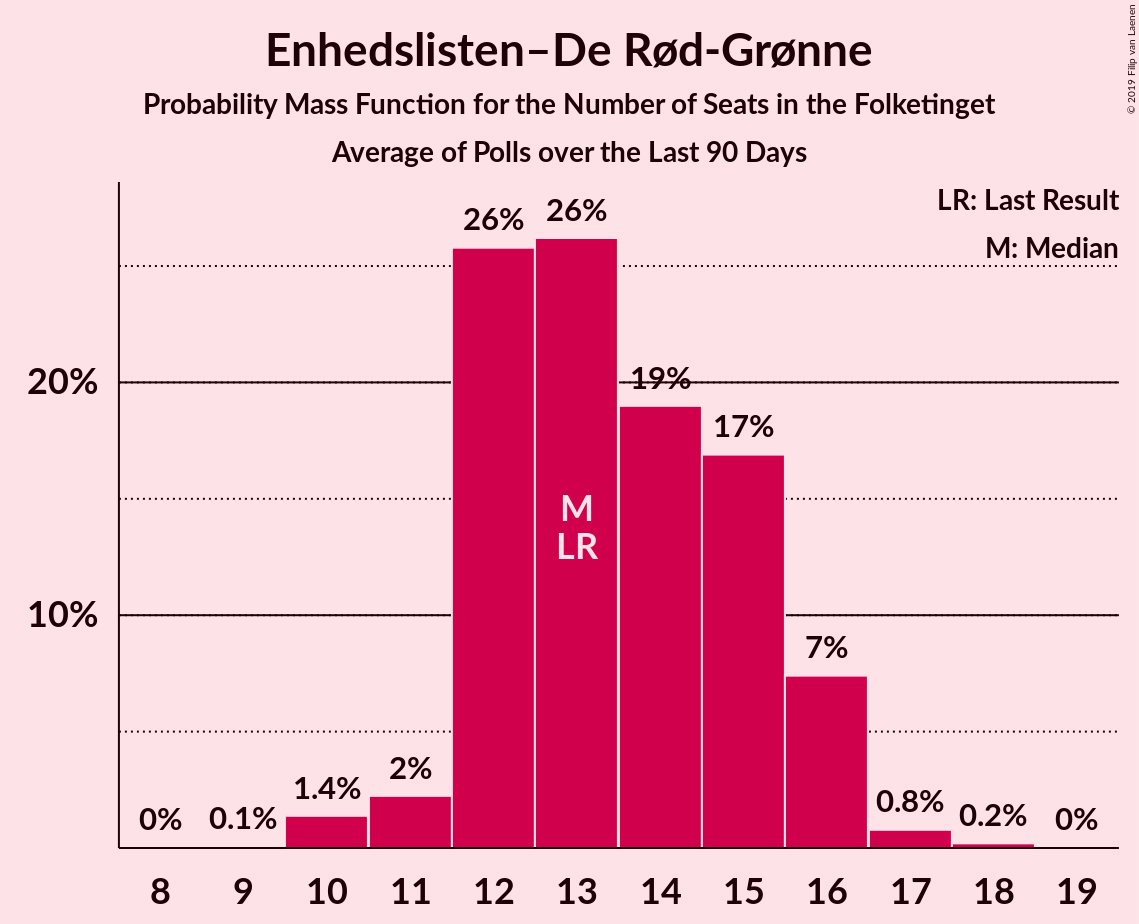 Enhedslisten–De Rød-Grønne
Probability Mass Function for the Number of Seats in the Folketinget
Average of Polls over the Last 90 Days
© 2019 Filip van Laenen
LR: Last Result
M: Median
26%
26%
20%
19%
17%
M
LR
10%
7%
2%
1.4%
0.8%
0.2%
0%
0.1%
0%
8 9 10 11 12 13 14 15 16 17 18 19